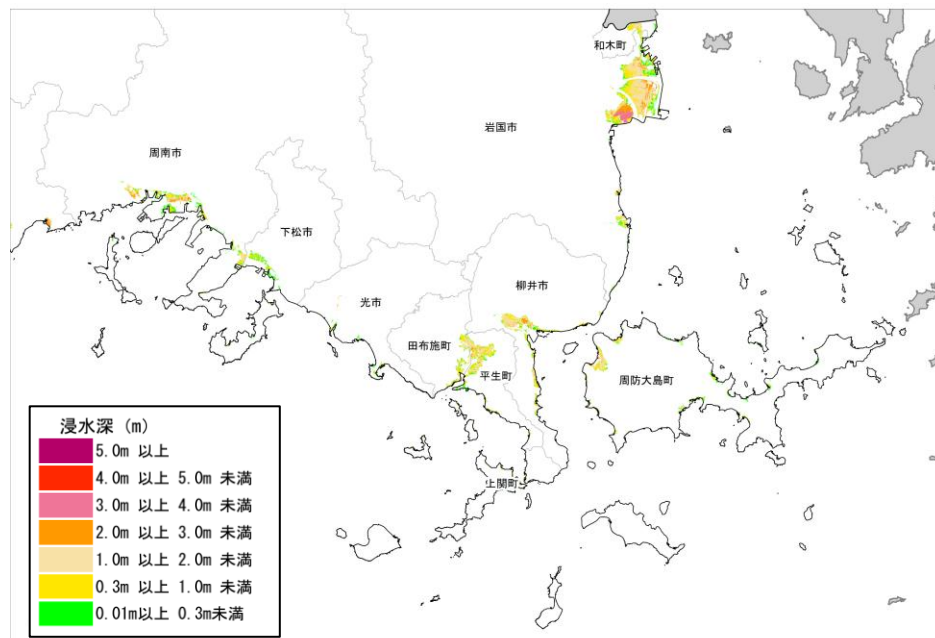 和木町
岩国市
周南市
下松市
柳井市
光市
田布施町
平生町
周防大島町
上関町
浸水深 (m)
5.0m 以上
4.0m 以上 5.0m 未満
3.0m 以上 4.0m 未満
2.0m 以上 3.0m 未満
1.0m 以上 2.0m 未満
0.3m 以上 1.0m 未満
0.01m以上 0.3m未満